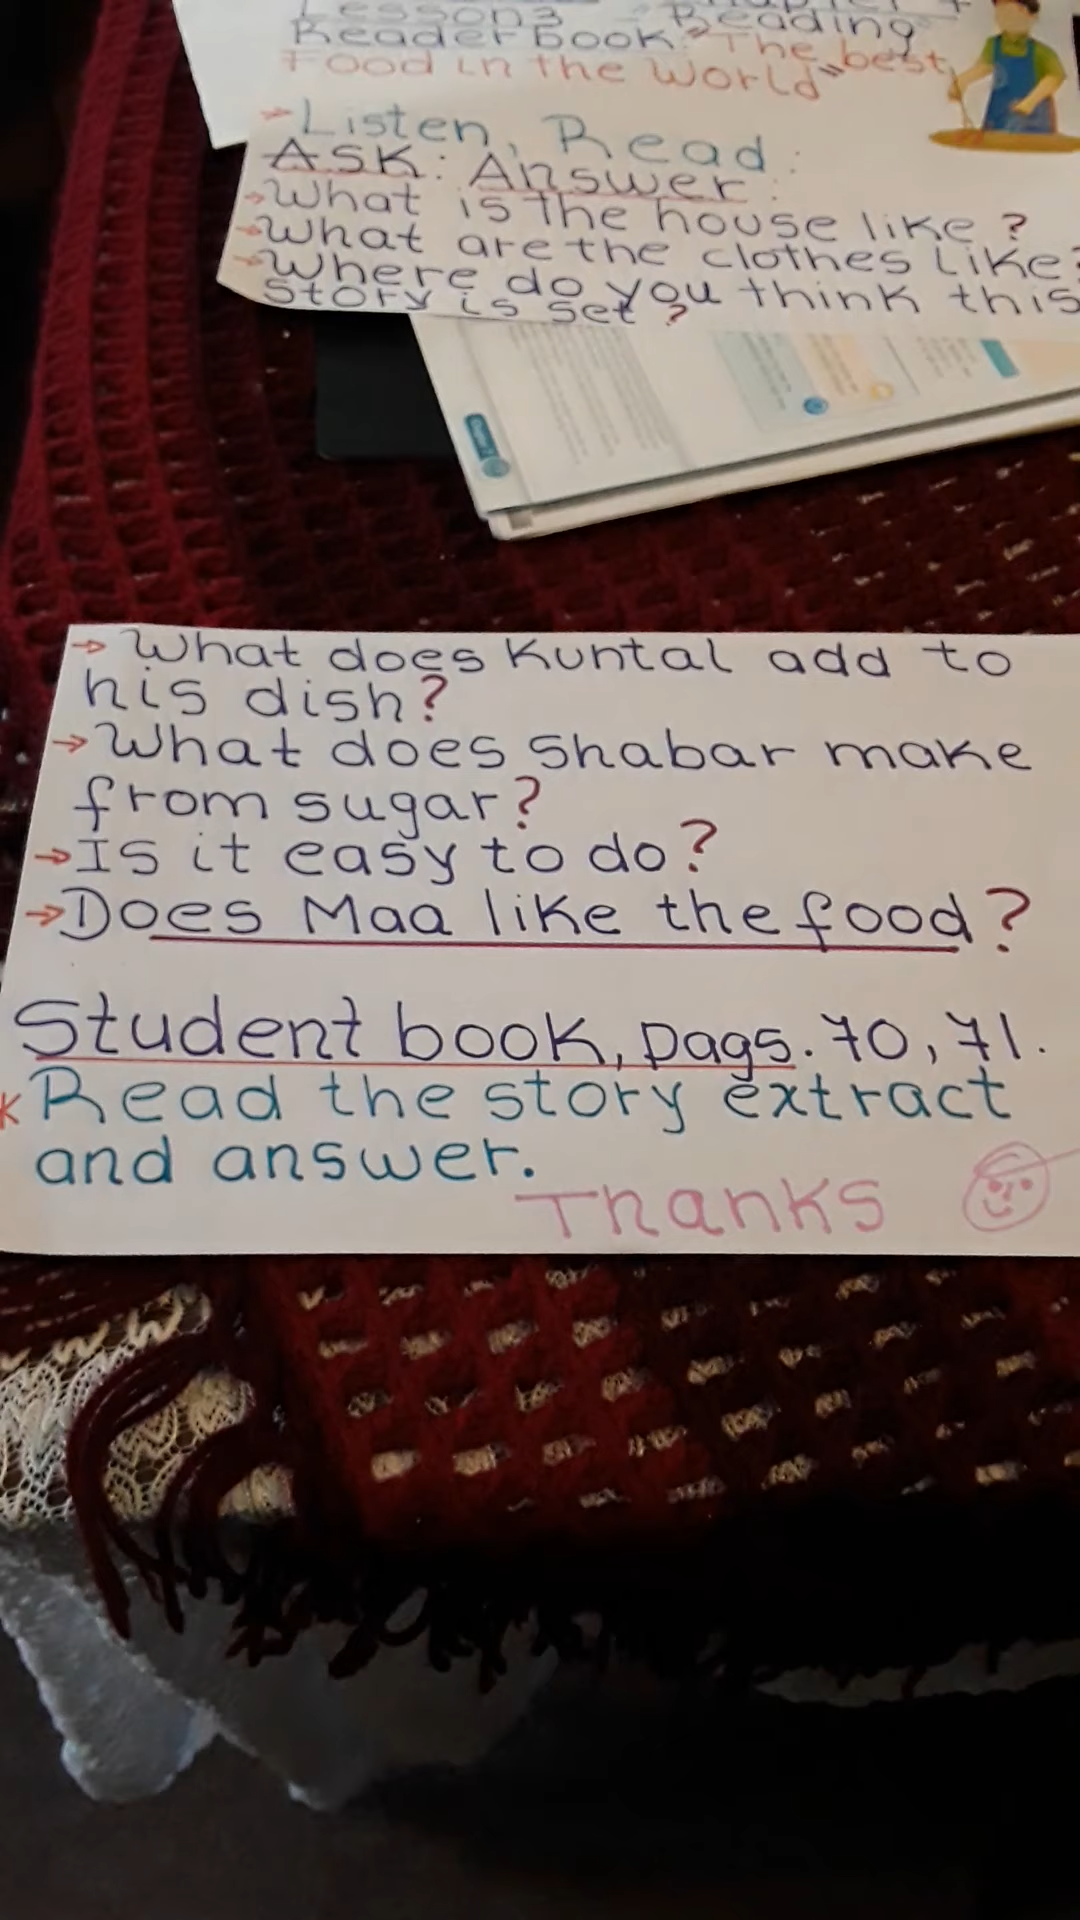 Lesson3 Reading
Reader book: "The best
Food in the World"
→ Listen, Read.
ASK: Answer:
→ What is the house like?
→ What are the clothes like?
→ Where do you think this
story is set?
→ What does Kuntal add to
his dish?
→ What does Shabar make
from sugar?
→ Is it easy to do?
→ Does Maa like the food?
Student book, pags. 70, 71.
* Read the story extract
and answer.
Thanks